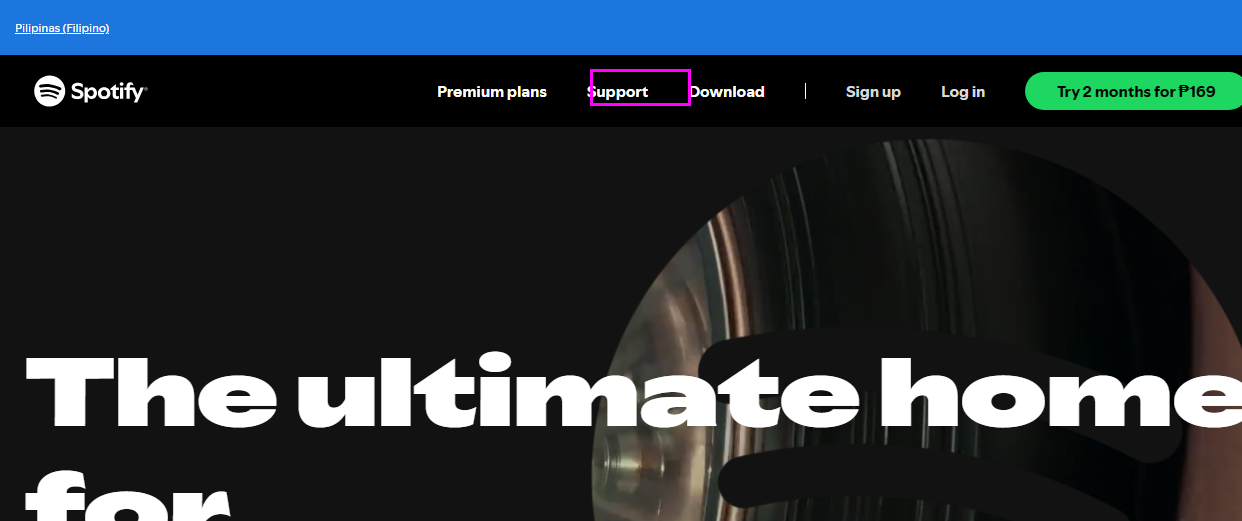 Pilipinas (Filipino)
Spotify®
Premium plans Support Download Sign up Log in Try 2 months for ₱169
The ultimate home
for